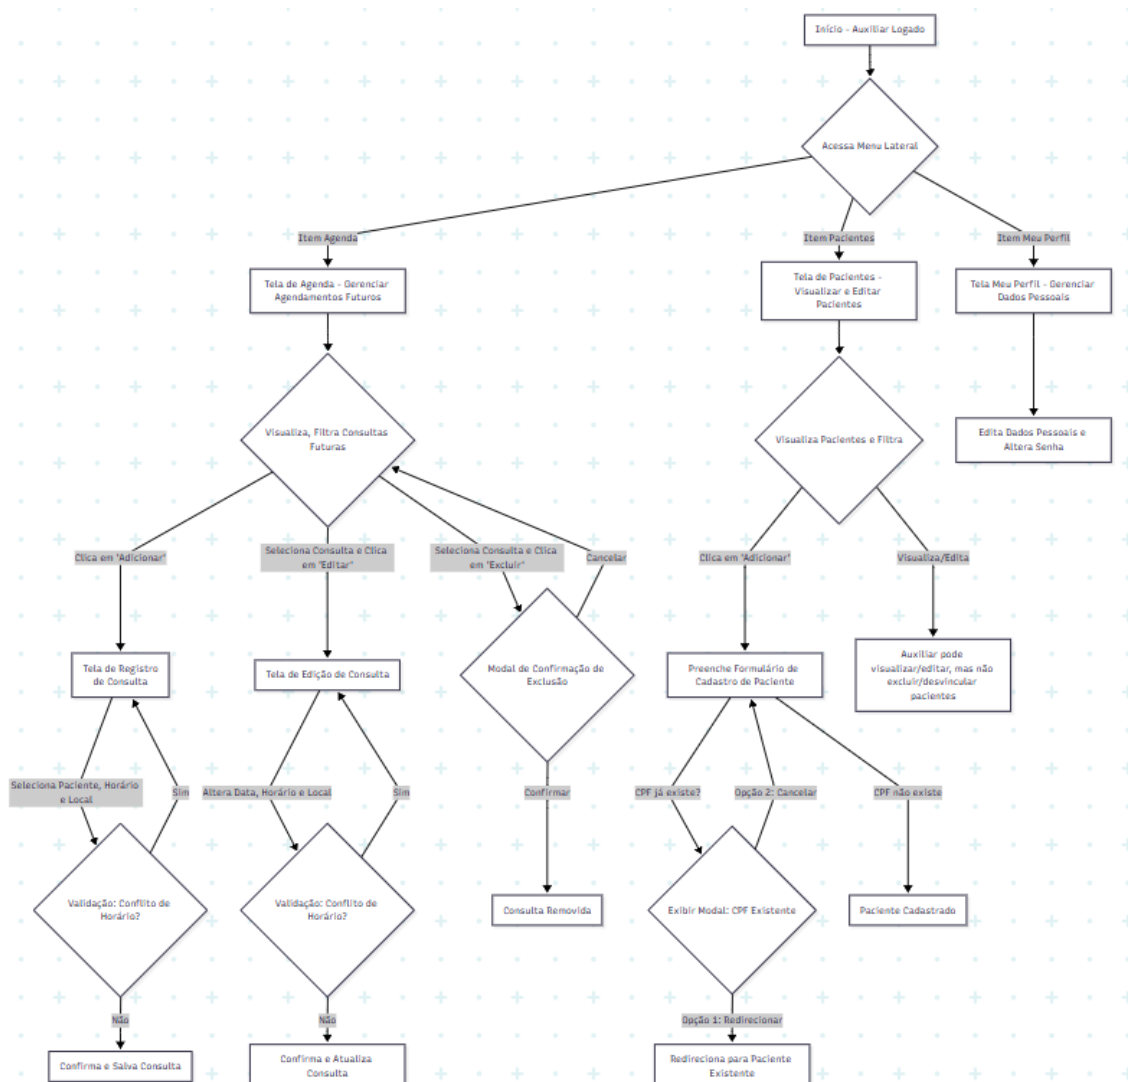 Início - Auxiliar Logado
Acessa Menu Lateral
Item Agenda
Item Pacientes
Item Meu Perfil
Tela de Agenda - Gerenciar
Agendamentos Futuros
Tela de Pacientes -
Visualizar e Editar
Pacientes
Tela Meu Perfil - Gerenciar
Dados Pessoais
Visualiza, Filtra Consultas
Futuras
Visualiza Pacientes e Filtra
Edita Dados Pessoais e
Altera Senha
Clica em "Adicionar"
Seleciona Consulta e Clica
em "Editar"
Seleciona Consulta e Clica
em "Excluir"
Cancelar
Clica em "Adicionar"
Visualiza/Edita
Tela de Registro
de Consulta
Tela de Edição de Consulta
Modal de Confirmação de
Exclusão
Preenche Formulário de
Cadastro de Paciente
Auxiliar pode
visualizar/editar, mas não
excluir/desvincular
pacientes
Seleciona Paciente, Horário
e Local
Sim
Altera Data, Horário e Local
Sim
Confirmar
CPF já existe?
Opção 2: Cancelar
CPF não existe
Validação: Conflito de
Horário?
Validação: Conflito de
Horário?
Consulta Removida
Exibir Modal: CPF Existente
Paciente Cadastrado
Não
Não
Opção 1: Redirecionar
Confirma e Salva Consulta
Confirma e Atualiza
Consulta
Redireciona para Paciente
Existente